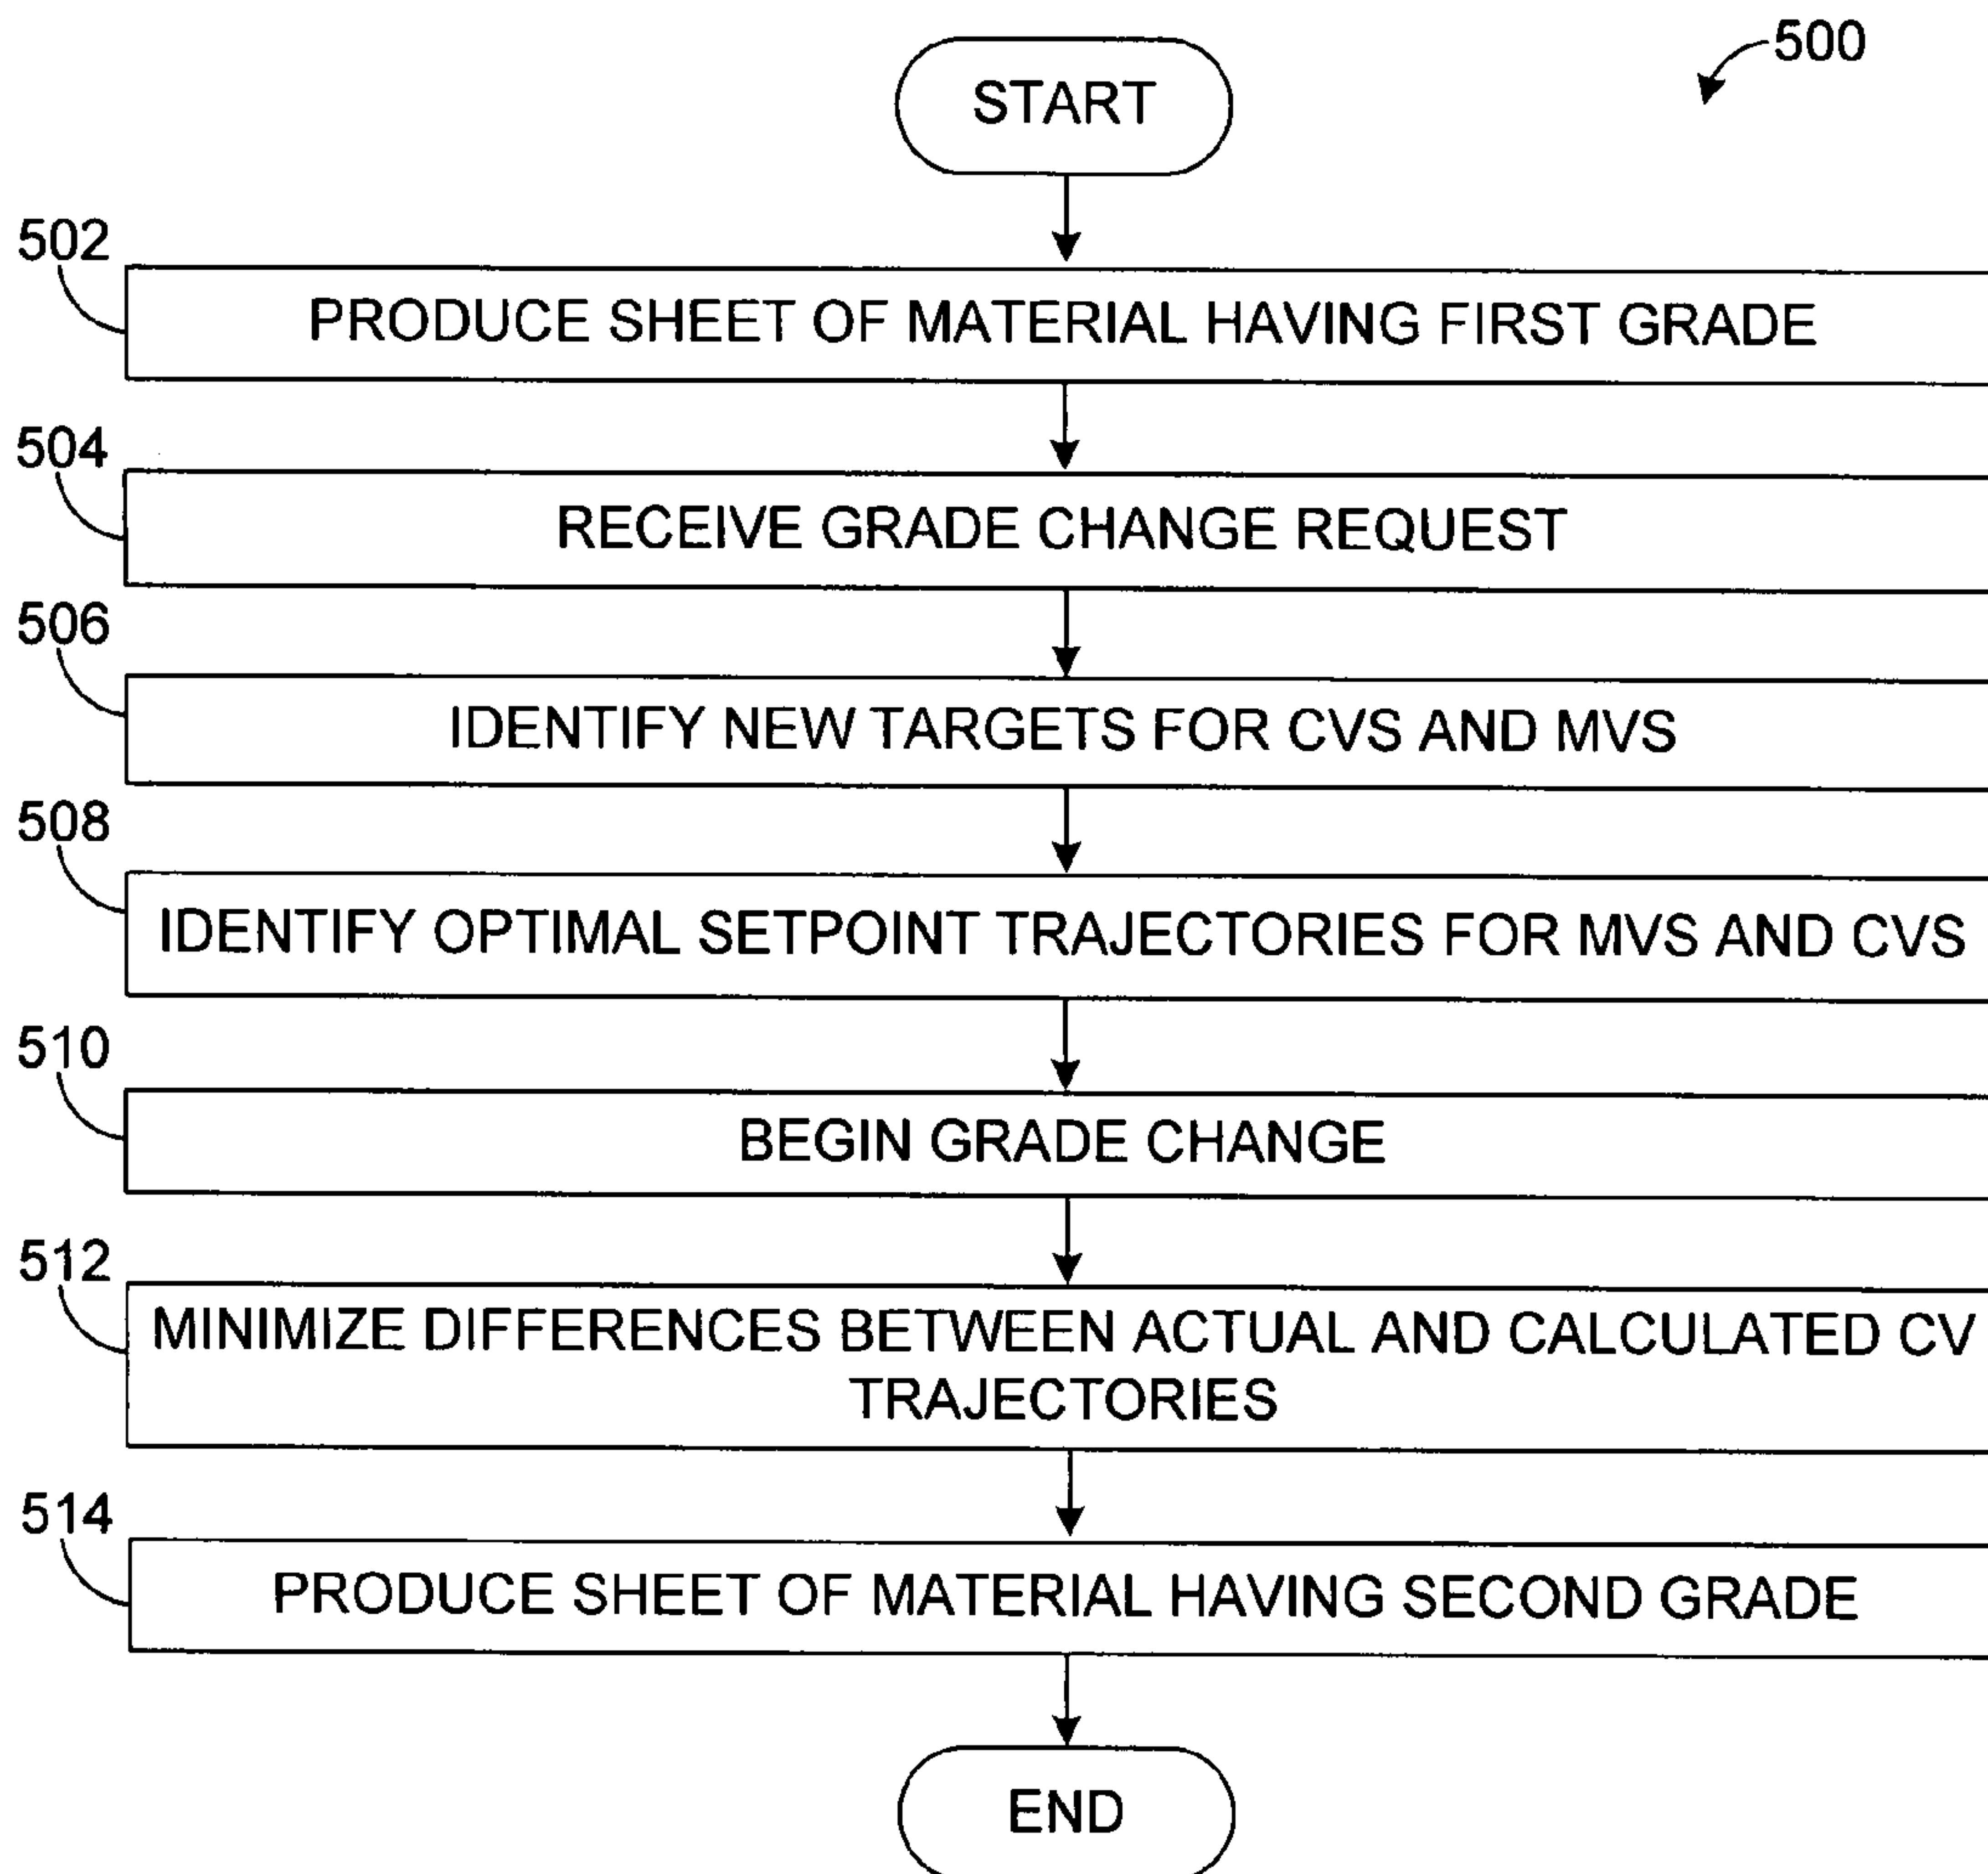 500
START
502
PRODUCE SHEET OF MATERIAL HAVING FIRST GRADE
504
RECEIVE GRADE CHANGE REQUEST
506
IDENTIFY NEW TARGETS FOR CVS AND MVS
508
IDENTIFY OPTIMAL SETPOINT TRAJECTORIES FOR MVS AND CVS
510
BEGIN GRADE CHANGE
512
MINIMIZE DIFFERENCES BETWEEN ACTUAL AND CALCULATED CV
TRAJECTORIES
514
PRODUCE SHEET OF MATERIAL HAVING SECOND GRADE
END